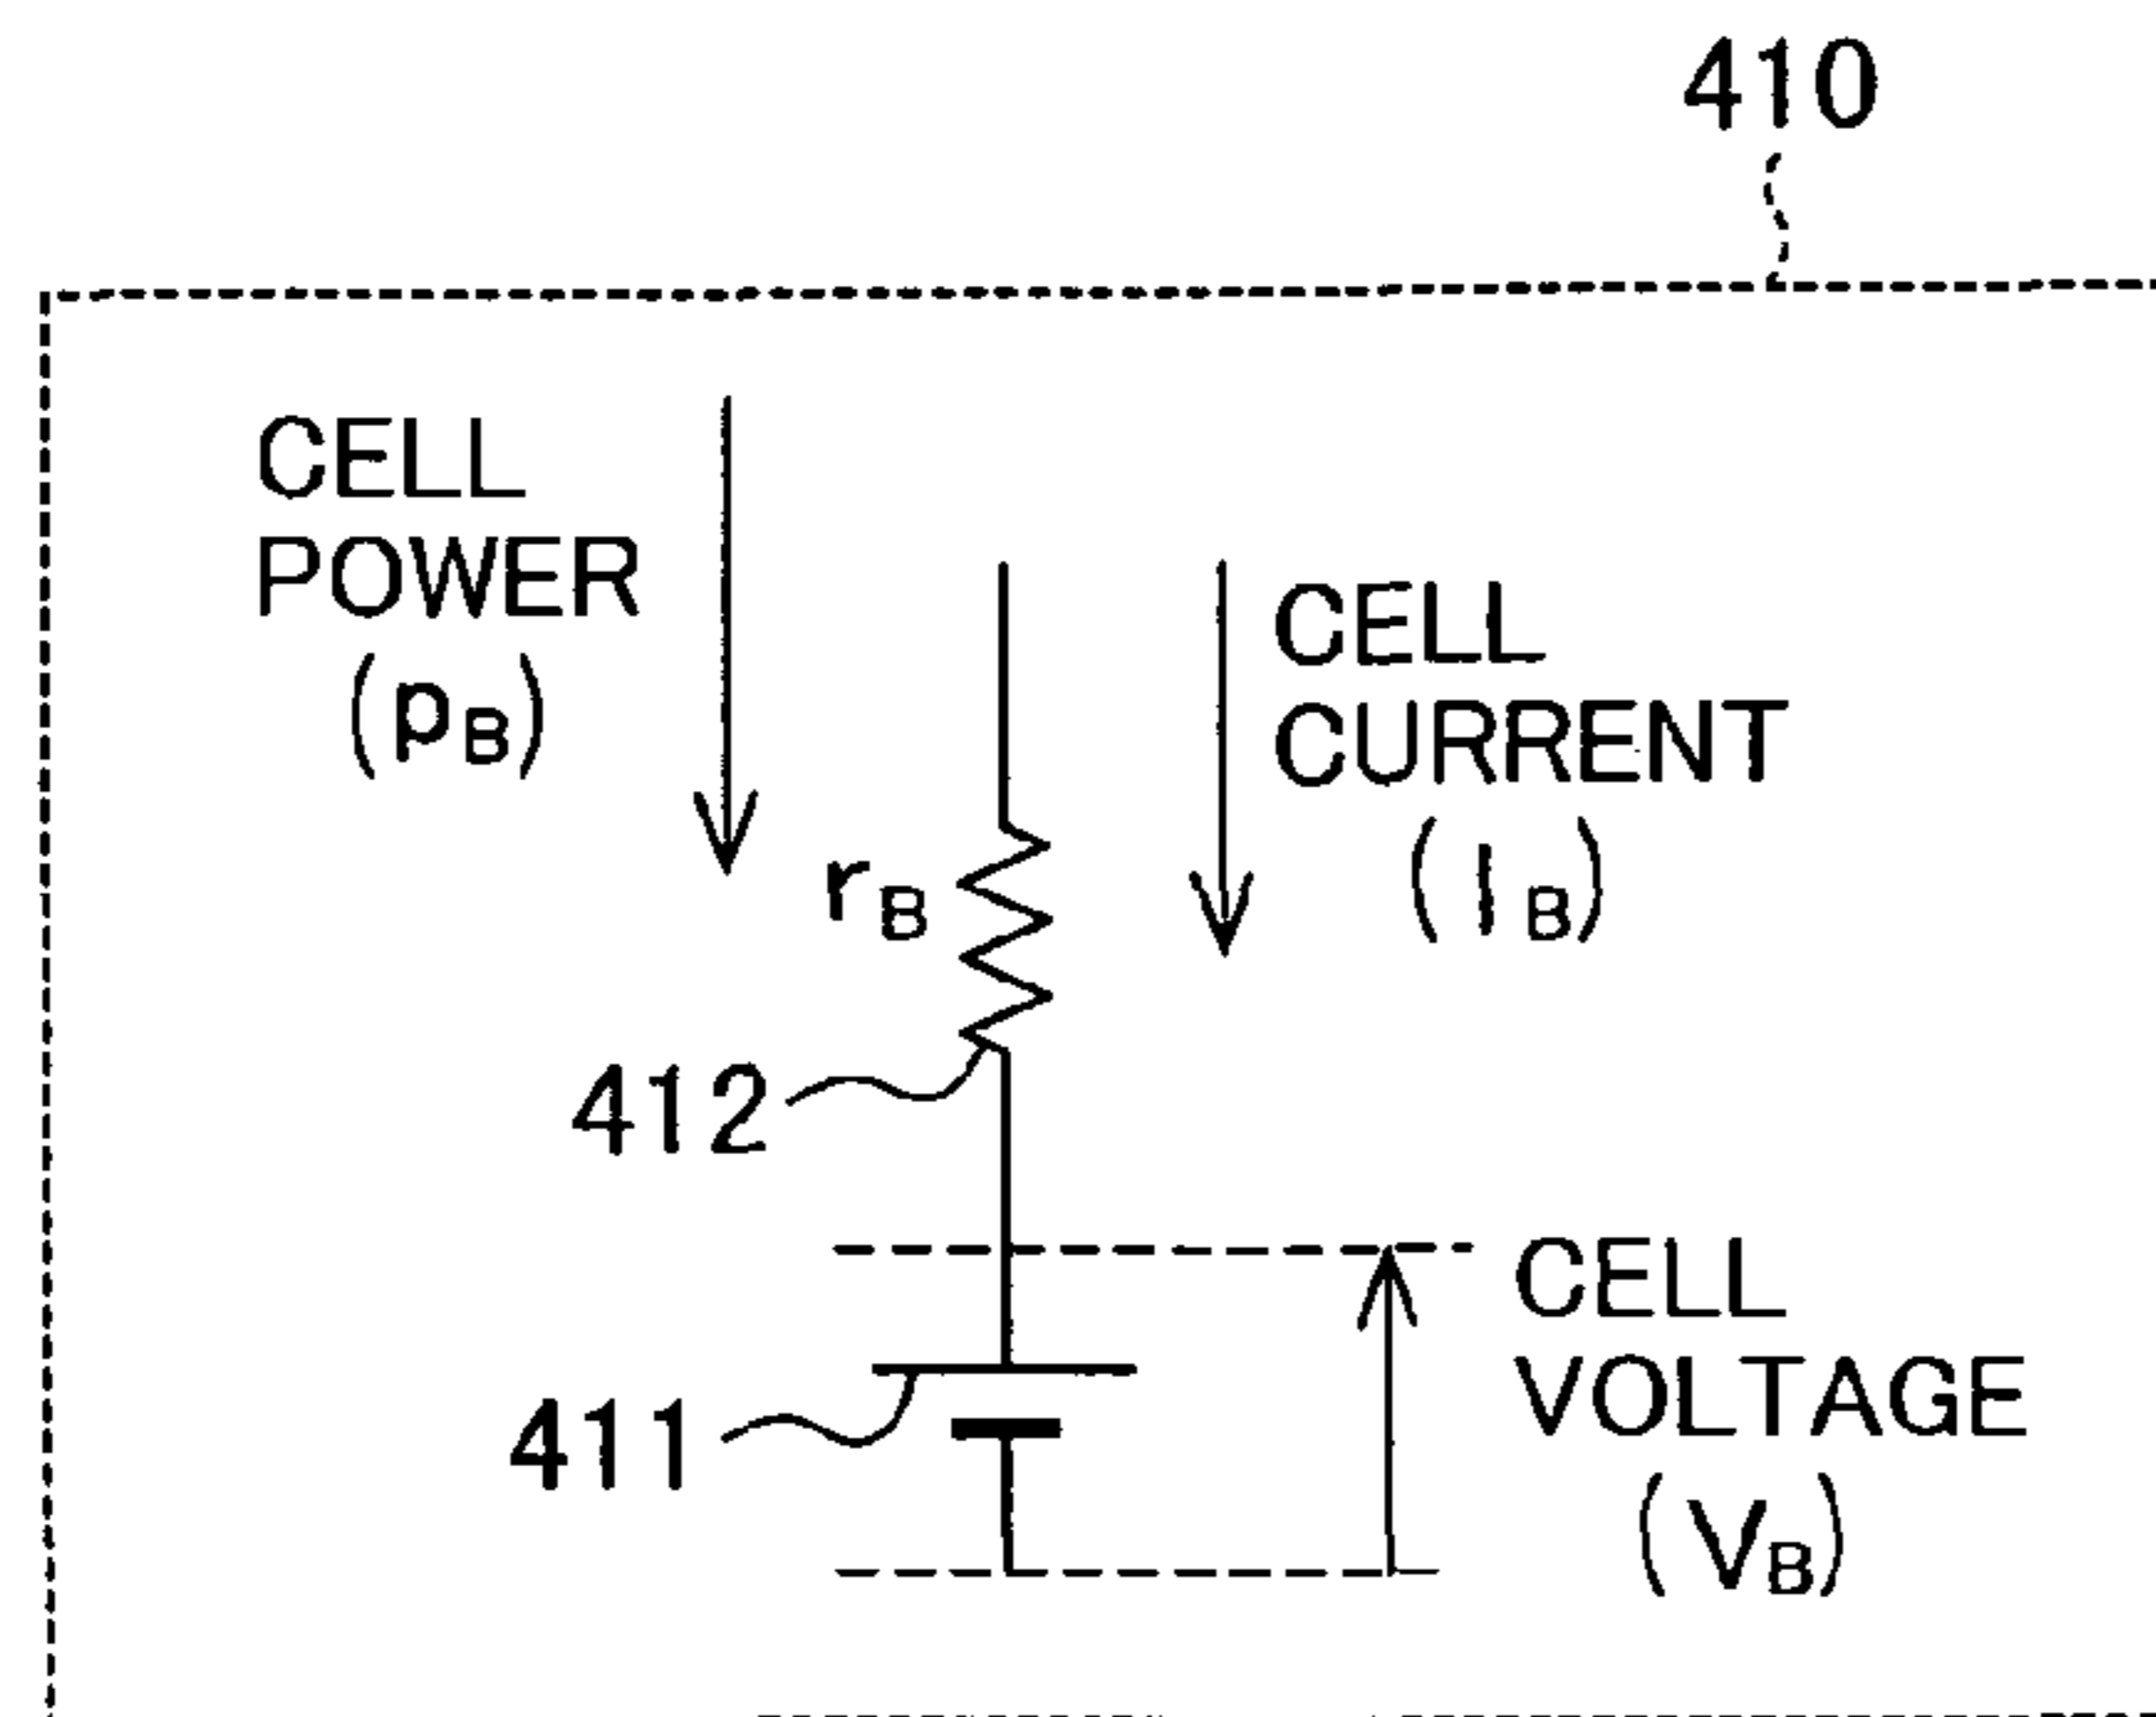 410
CELL
POWER
(pB)
CELL
CURRENT
(IB)
rB
412
CELL
VOLTAGE
(VB)
411